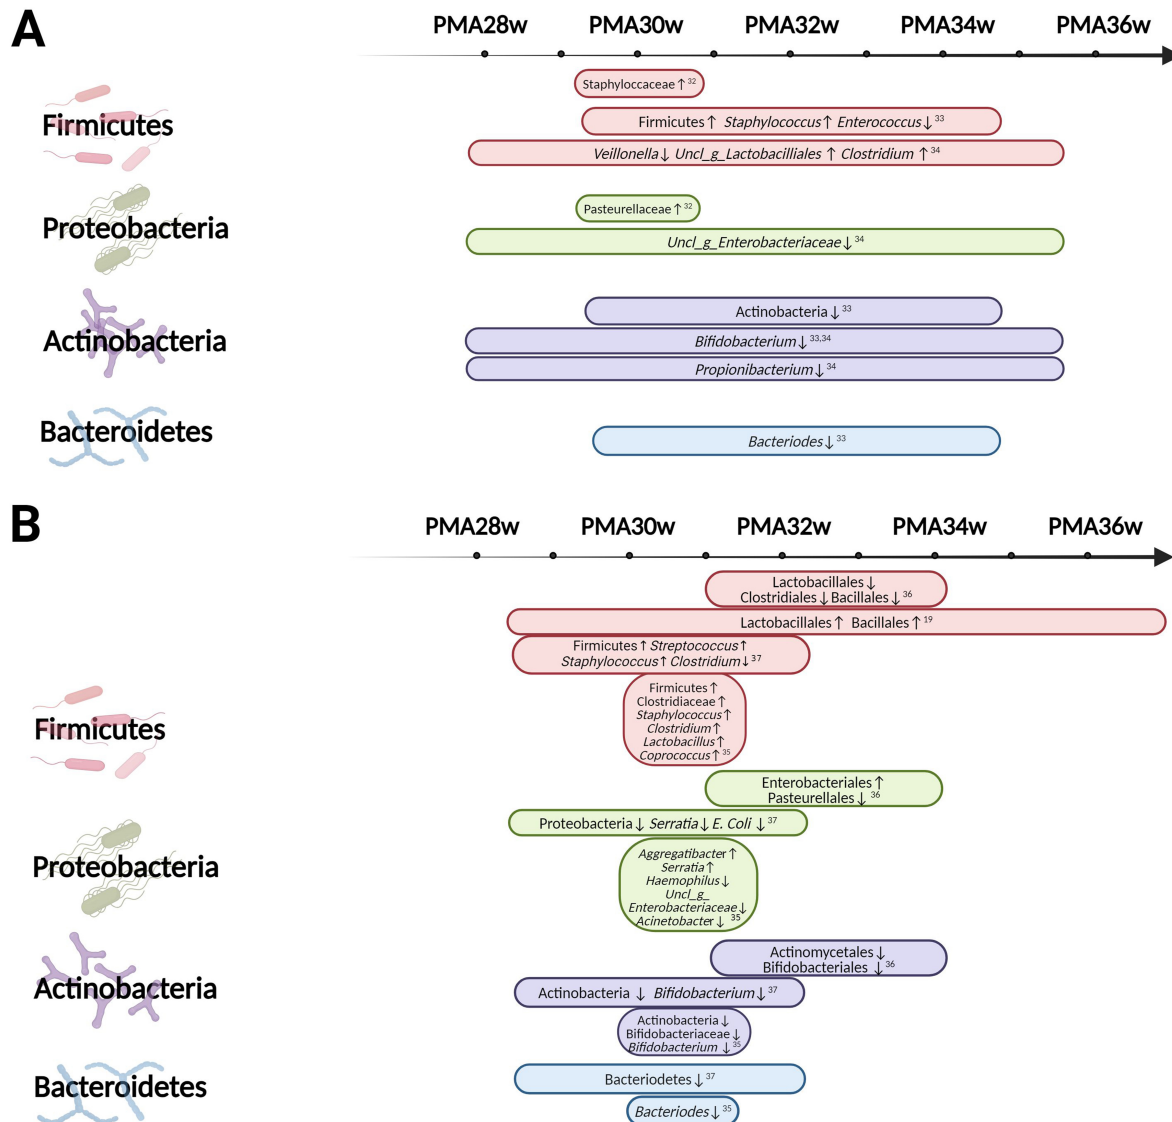 A
PMA28w PMA30w PMA32w PMA34w PMA36w
Staphyloccaceae ↑ 32
Firmicutes
Firmicutes ↑ Staphylococcus ↑ Enterococcus ↓ 33
Veillonella ↓ Uncl_g_Lactobacilliales ↑ Clostridium ↑ 34
Pasteurellaceae ↑ 32
Proteobacteria
Uncl_g_Enterobacteriaceae ↓ 34
Actinobacteria ↓ 33
Actinobacteria
Bifidobacterium ↓ 33,34
Propionibacterium ↓ 34
Bacteroidetes
Bacteriodes ↓ 33
B
PMA28w PMA30w PMA32w PMA34w PMA36w
Lactobacillales ↓
Clostridiales ↓ Bacillales ↓ 36
Lactobacillales ↑ Bacillales ↑ 19
Firmicutes ↑ Streptococcus ↑
Staphylococcus ↑ Clostridium ↓ 37
Firmicutes
Firmicutes ↑
Clostridiaceae ↑
Staphylococcus ↑
Clostridium ↑
Lactobacillus ↑
Coprococcus ↑ 35
Enterobacteriales ↑
Pasteurellales ↓ 36
Proteobacteria ↓ Serratia ↓ E. Coli ↓ 37
Proteobacteria
Aggregatibacter ↑
Serratia ↑
Haemophilus ↓
Uncl_g_
Enterobacteriaceae ↓
Acinetobacter ↓ 35
Actinomycetales ↓
Bifidobacteriales ↓ 36
Actinobacteria
Actinobacteria ↓ Bifidobacterium ↓ 37
Actinobacteria ↓
Bifidobacteriaceae ↓
Bifidobacterium ↓ 35
Bacteroidetes
Bacteriodetes ↓ 37
Bacteriodes ↓ 35